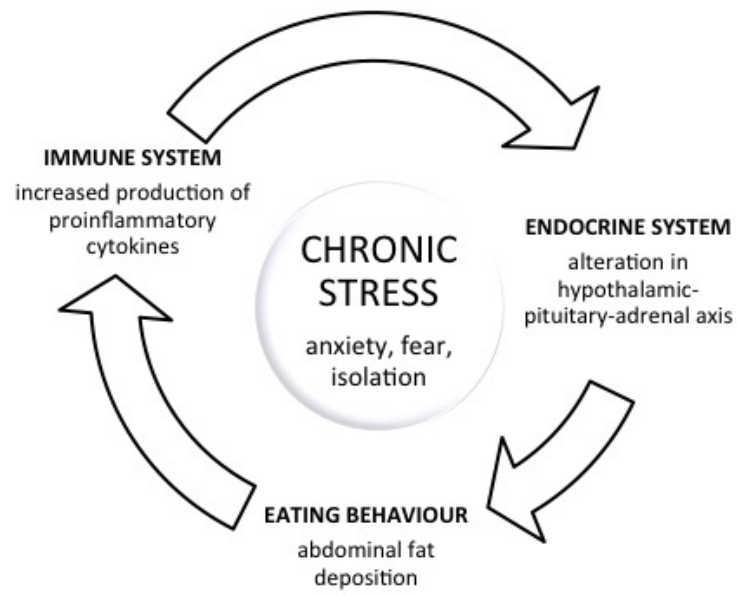 IMMUNE SYSTEM
increased production of
proinflammatory
cytokines
CHRONIC
STRESS
anxiety, fear,
isolation
ENDOCRINE SYSTEM
alteration in
hypothalamic-
pituitary-adrenal axis
EATING BEHAVIOUR
abdominal fat
deposition